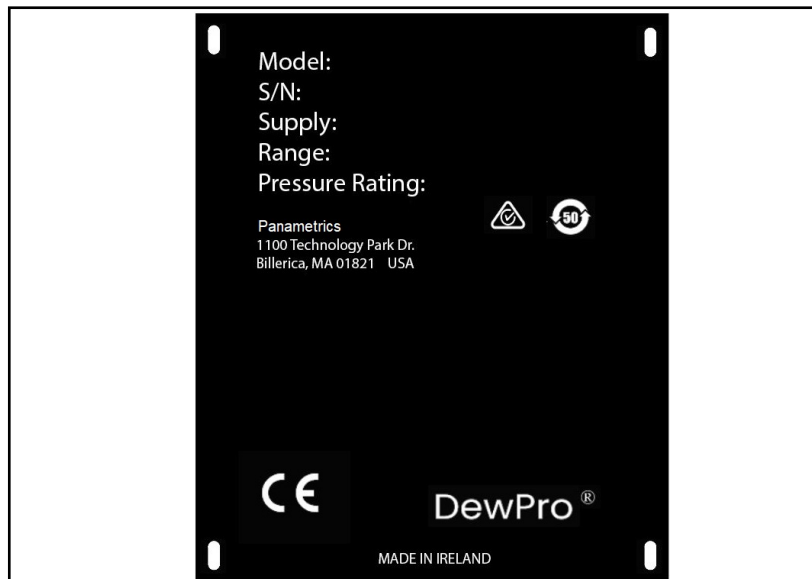 Model:
S/N:
Supply:
Range:
Pressure Rating:
50
Panametrics
1100 Technology Park Dr.
Billerica, MA 01821 USA
CE
DewPro®
MADE IN IRELAND